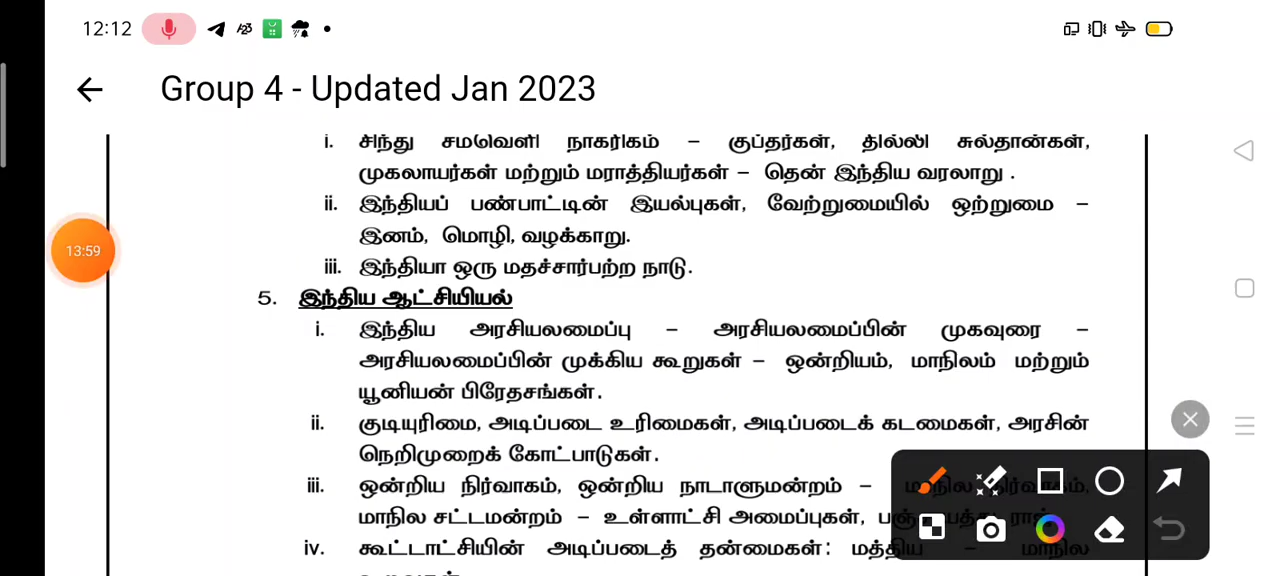 12:12
Group 4 - Updated Jan 2023
i. சிந்து சமவெளி நாகரிகம் – குப்தர்கள், தில்லி சுல்தான்கள்,
முகலாயர்கள் மற்றும் மராத்தியர்கள் – தென் இந்திய வரலாறு .
ii. இந்தியப் பண்பாட்டின் இயல்புகள், வேற்றுமையில் ஒற்றுமை –
13:59
இனம், மொழி, வழக்காறு.
iii. இந்தியா ஒரு மதச்சார்பற்ற நாடு.
5. இந்திய ஆட்சியியல்
i. இந்திய அரசியலமைப்பு – அரசியலமைப்பின் முகவுரை –
அரசியலமைப்பின் முக்கிய கூறுகள் – ஒன்றியம், மாநிலம் மற்றும்
யூனியன் பிரேதசங்கள்.
ii. குடியுரிமை, அடிப்படை உரிமைகள், அடிப்படைக் கடமைகள், அரசின்
நெறிமுறைக் கோட்பாடுகள்.
iii. ஒன்றிய நிர்வாகம், ஒன்றிய நாடாளுமன்றம் – மாநில நிர்வாகம்,
மாநில சட்டமன்றம் – உள்ளாட்சி அமைப்புகள், பஞ்சாயத்து ராஜ்
iv. கூட்டாட்சியின் அடிப்படைத் தன்மைகள்: மத்திய – மாநில